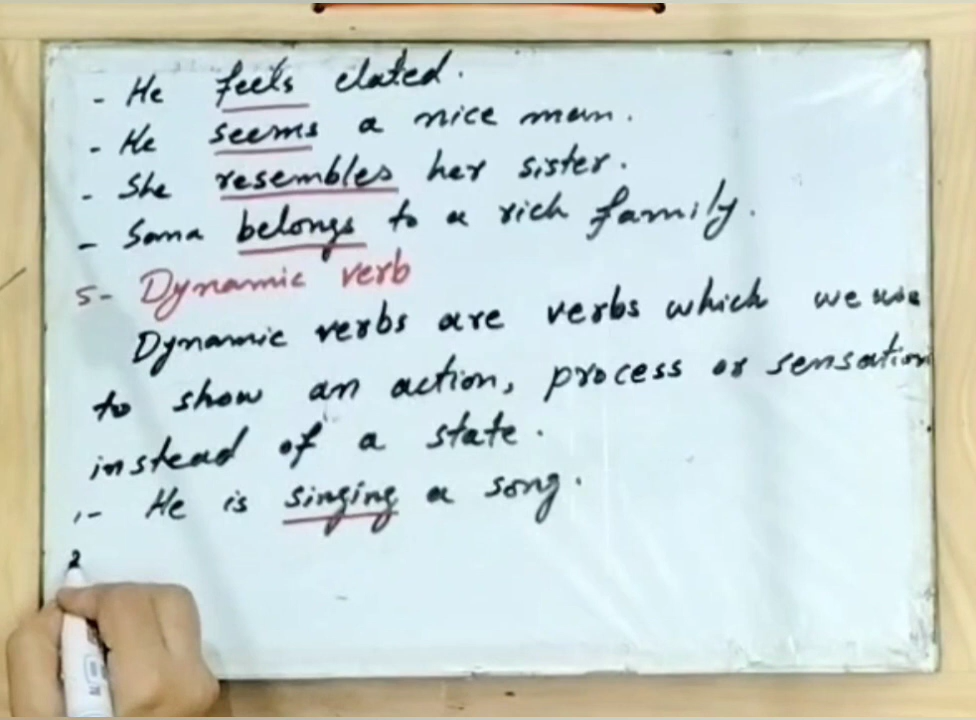 - He feels elated.
- He seems a nice man.
- She resembles her sister.
- Sana belongs to a rich family.
5- Dynamic verb
Dynamic verbs are verbs which we use
to show an action, process or sensation
instead of a state.
1- He is singing a song.
2